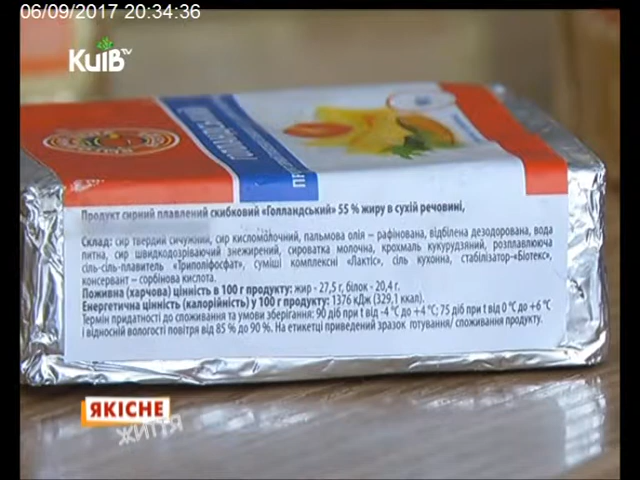 06/09/2017 20:34:36
КиїВ TV
Продукт сирний плавлений скибковий «Голландський» 55 % жиру в сухій речовині,
Склад: сир твердий сичужний, сир кисломолочний, пальмова олія – рафінована, відбілена дезодорована, вода
питна, сир швидкодозріваючий знежирений, сироватка молочна, крохмаль кукурудзяний, розплавлююча
сіль-сіль-плавитель «Триполіфосфат», суміші комплексні «Лактіс», сіль кухонна, стабілізатор-«Біотекс»,
консервант – сорбінова кислота.
Поживна (харчова) цінність в 100 г продукту: жир - 27,5 г, білок - 20,4 г.
Енергетична цінність (калорійність) у 100 г продукту: 1376 кДж (329,1 ккал).
Термін придатності до споживання та умови зберігання: 90 діб при t від -4 °С до +4 °С; 75 діб при t від 0 °С до +6 °С
і відносній вологості повітря від 85 % до 90 %. На етикетці приведений зразок готування/ споживання продукту.
ЯКІСНЕ
ЖИТТЯ